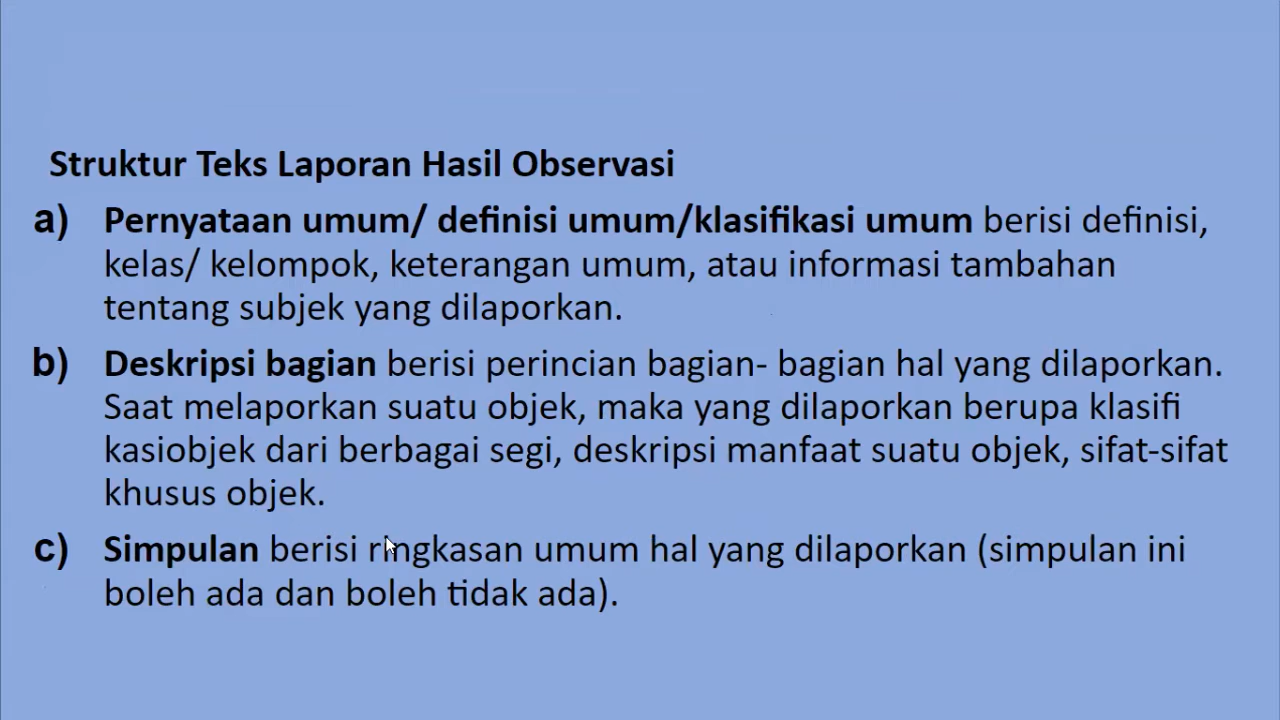 Struktur Teks Laporan Hasil Observasi
a) Pernyataan umum/ definisi umum/klasifikasi umum berisi definisi,
kelas/ kelompok, keterangan umum, atau informasi tambahan
tentang subjek yang dilaporkan.
b) Deskripsi bagian berisi perincian bagian- bagian hal yang dilaporkan.
Saat melaporkan suatu objek, maka yang dilaporkan berupa klasifi
kasiobjek dari berbagai segi, deskripsi manfaat suatu objek, sifat-sifat
khusus objek.
c) Simpulan berisi ringkasan umum hal yang dilaporkan (simpulan ini
boleh ada dan boleh tidak ada).